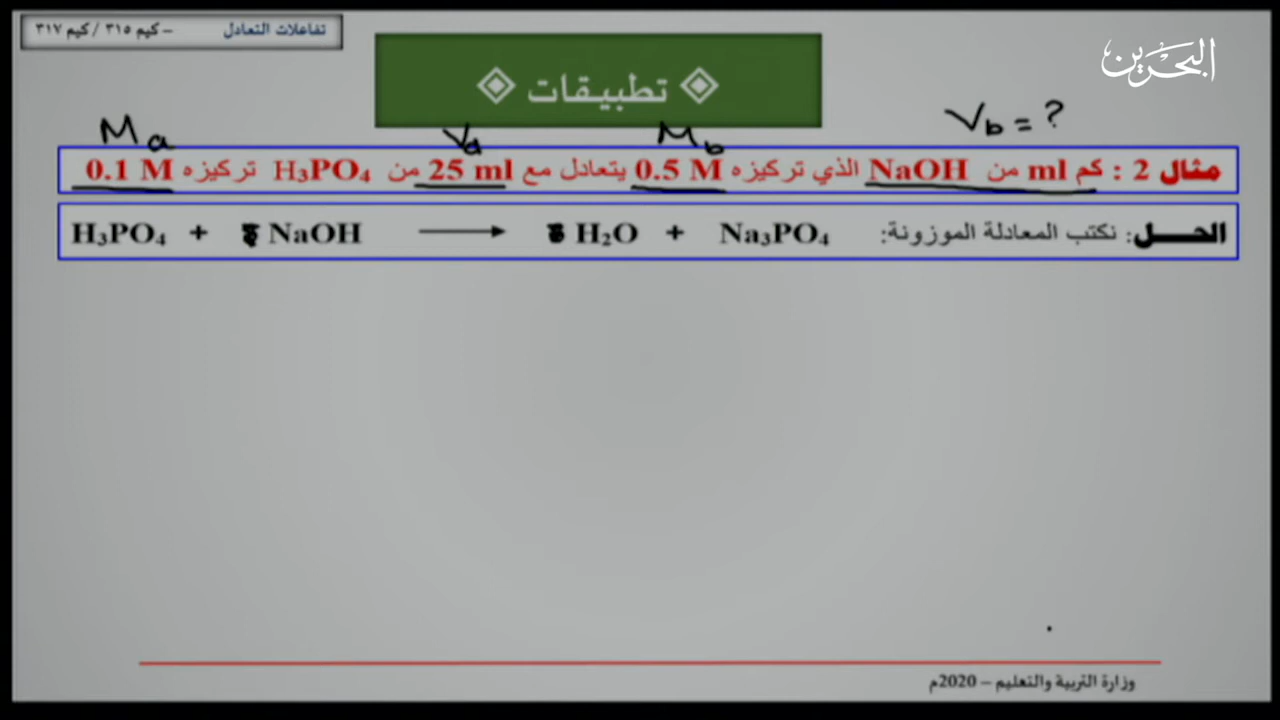 تفاعلات التعادل – كيم ٣١٥ / كيم ٣١٧
البحرين
تطبيقات
Ma Va Mb Vb = ?
مثال 2 : كم ml من NaOH الذي تركيزه 0.5 M يتعادل مع 25 ml من H₃PO₄ تركيزه 0.1 M
الحـــل: نكتب المعادلة الموزونة:
H₃PO₄ + NaOH ⟶ H₂O + Na₃PO₄
وزارة التربية والتعليم – 2020م